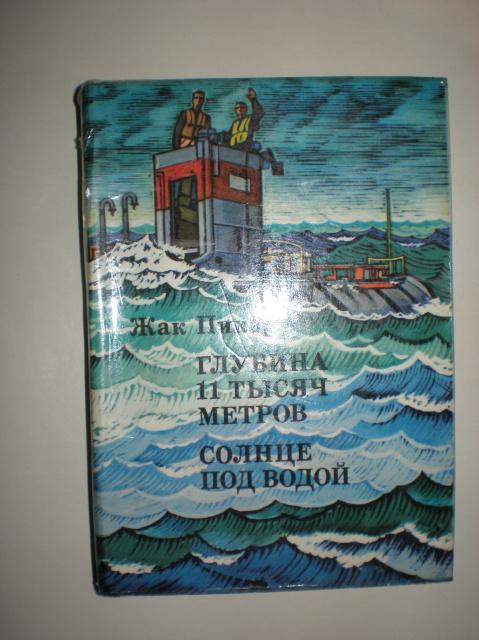 Жак
ГЛУБИНА
11 ТЫСЯЧ
МЕТРОВ
СОЛНЦЕ
ПОД ВОДОЙ